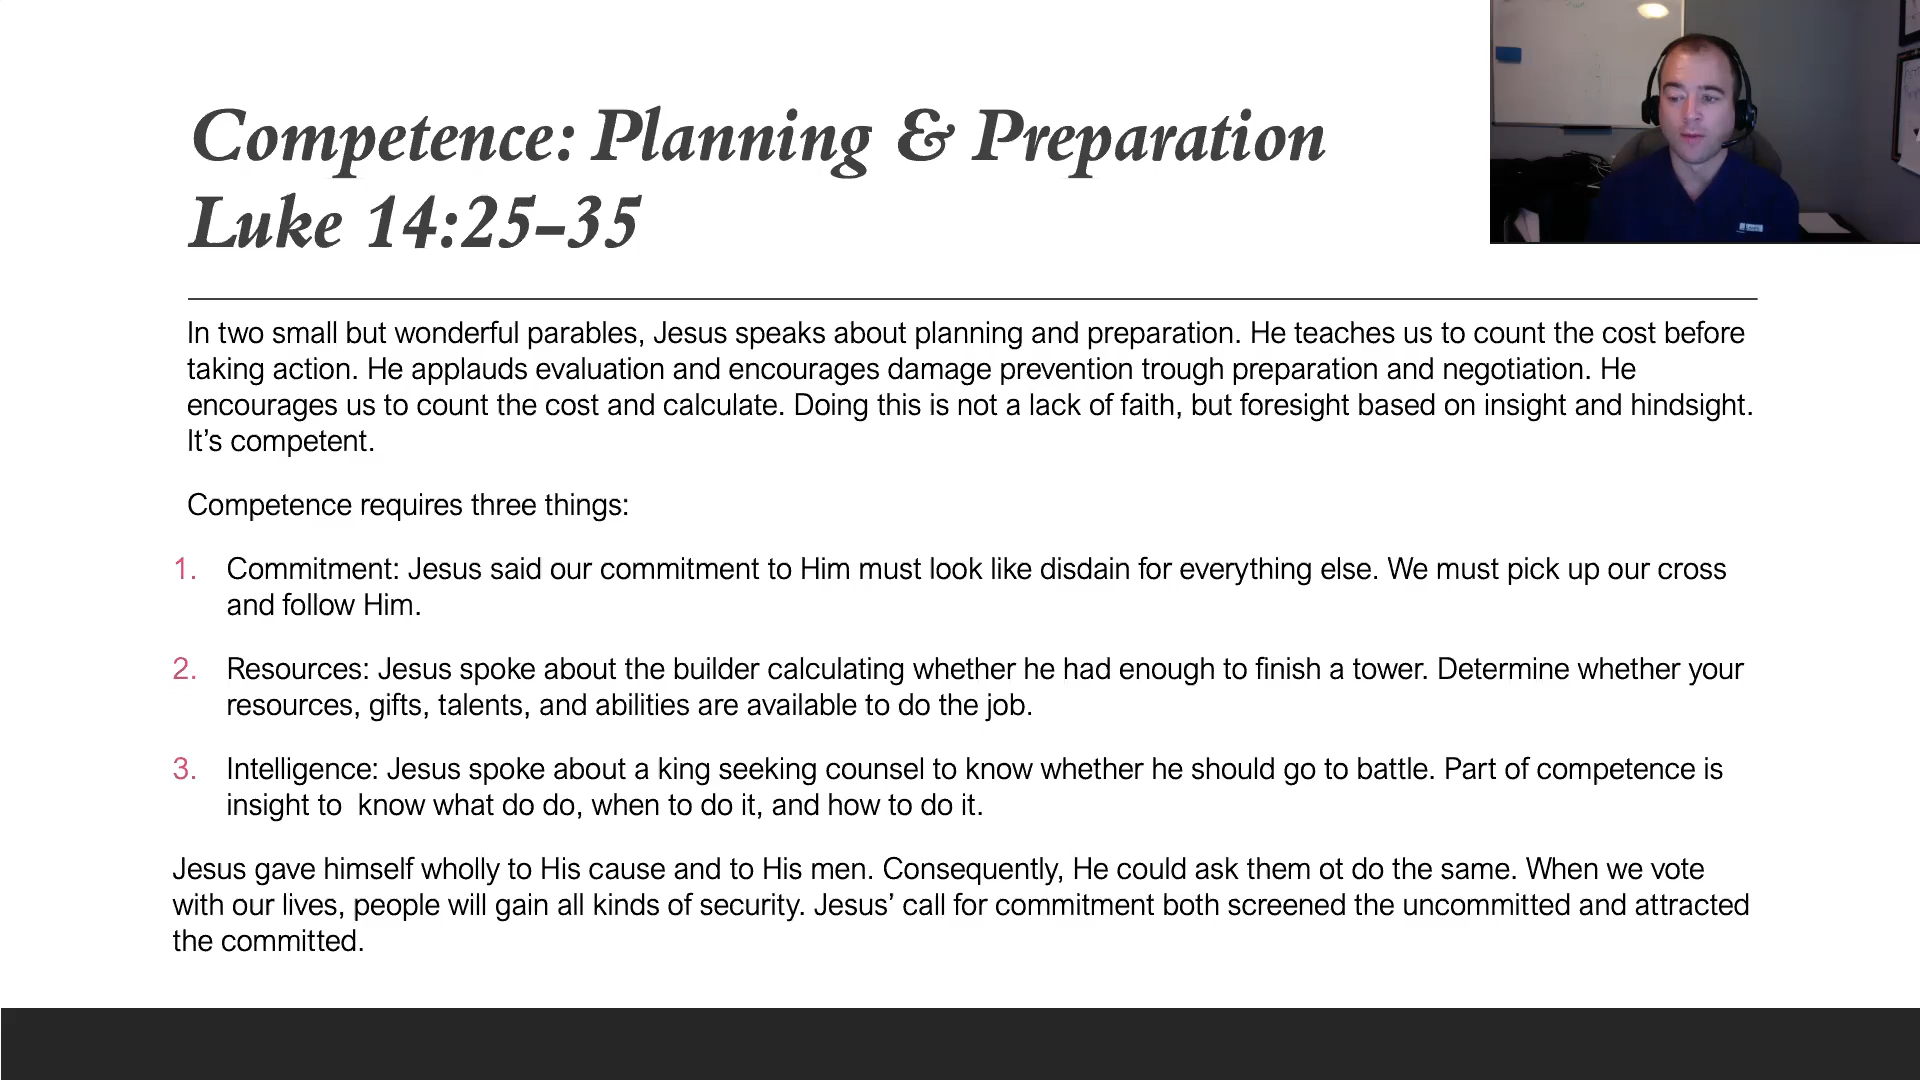 Competence: Planning & Preparation
Luke 14:25–35
In two small but wonderful parables, Jesus speaks about planning and preparation. He teaches us to count the cost before
taking action. He applauds evaluation and encourages damage prevention trough preparation and negotiation. He
encourages us to count the cost and calculate. Doing this is not a lack of faith, but foresight based on insight and hindsight.
It’s competent.
Competence requires three things:
1. Commitment: Jesus said our commitment to Him must look like disdain for everything else. We must pick up our cross
and follow Him.
2. Resources: Jesus spoke about the builder calculating whether he had enough to finish a tower. Determine whether your
resources, gifts, talents, and abilities are available to do the job.
3. Intelligence: Jesus spoke about a king seeking counsel to know whether he should go to battle. Part of competence is
insight to  know what do do, when to do it, and how to do it.
Jesus gave himself wholly to His cause and to His men. Consequently, He could ask them ot do the same. When we vote
with our lives, people will gain all kinds of security. Jesus’ call for commitment both screened the uncommitted and attracted
the committed.